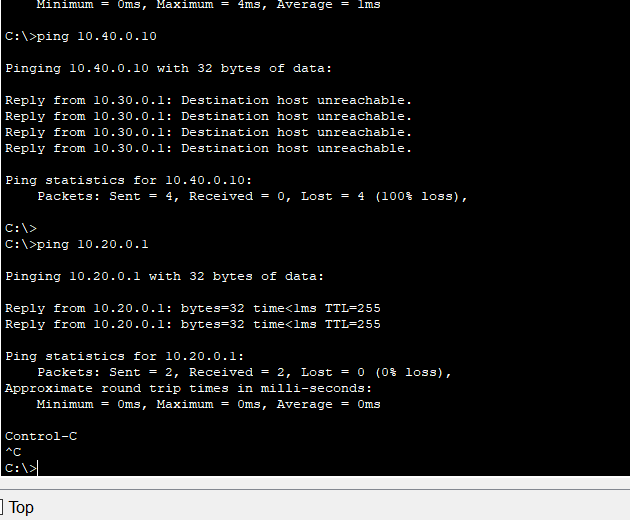 Minimum = 0ms, Maximum = 4ms, Average = 1ms
C:\>ping 10.40.0.10
Pinging 10.40.0.10 with 32 bytes of data:
Reply from 10.30.0.1: Destination host unreachable.
Reply from 10.30.0.1: Destination host unreachable.
Reply from 10.30.0.1: Destination host unreachable.
Reply from 10.30.0.1: Destination host unreachable.
Ping statistics for 10.40.0.10:
Packets: Sent = 4, Received = 0, Lost = 4 (100% loss),
C:\>
C:\>ping 10.20.0.1
Pinging 10.20.0.1 with 32 bytes of data:
Reply from 10.20.0.1: bytes=32 time<1ms TTL=255
Reply from 10.20.0.1: bytes=32 time<1ms TTL=255
Ping statistics for 10.20.0.1:
Packets: Sent = 2, Received = 2, Lost = 0 (0% loss),
Approximate round trip times in milli-seconds:
Minimum = 0ms, Maximum = 0ms, Average = 0ms
Control-C
^C
C:\>
Top